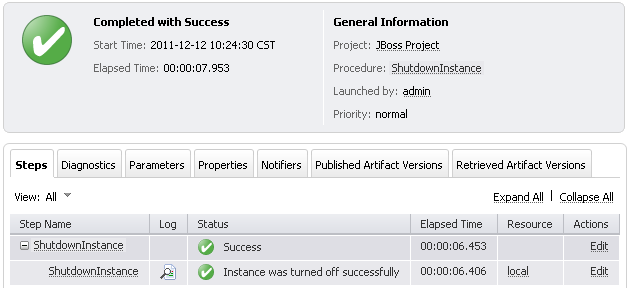 Completed with Success
Start Time: 2011-12-12 10:24:30 CST
Elapsed Time: 00:00:07.953
General Information
Project: JBoss Project
Procedure: ShutdownInstance
Launched by: admin
Priority: normal
Steps Diagnostics Parameters Properties Notifiers Published Artifact Versions Retrieved Artifact Versions
View: All Expand All | Collapse All
Step Name Log Status Elapsed Time Resource Actions
ShutdownInstance Success 00:00:06.453 Edit
ShutdownInstance Instance was turned off successfully 00:00:06.406 local Edit